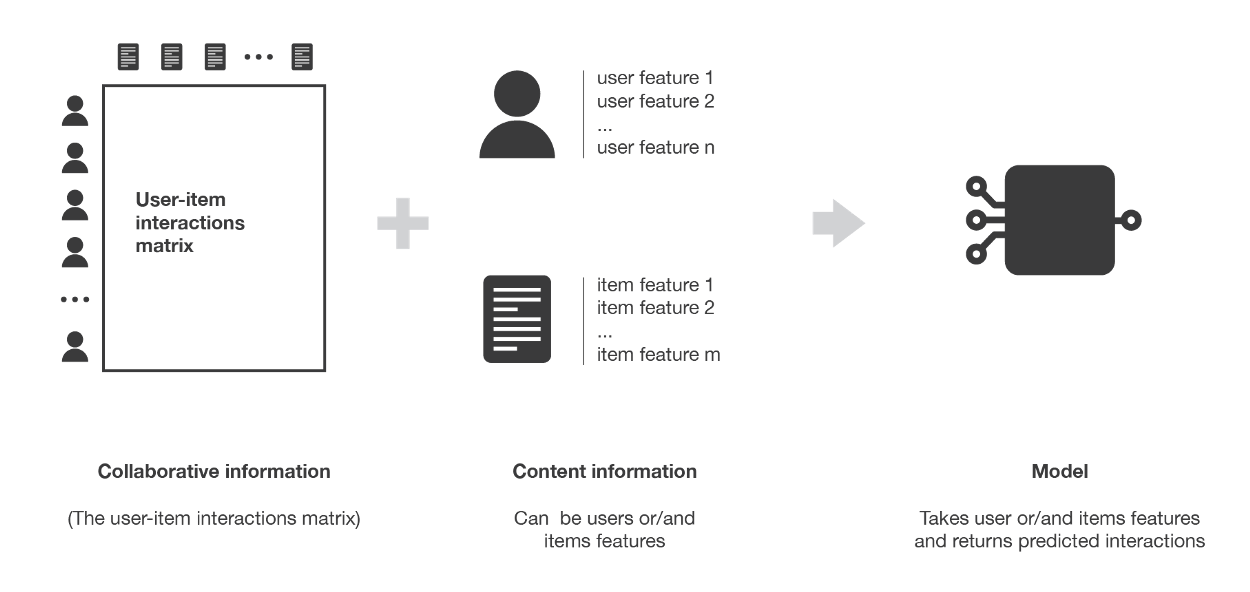 User-item
interactions
matrix
user feature 1
user feature 2
...
user feature n
item feature 1
item feature 2
...
item feature m
Collaborative information
(The user-item interactions matrix)
Content information
Can be users or/and
items features
Model
Takes user or/and items features
and returns predicted interactions